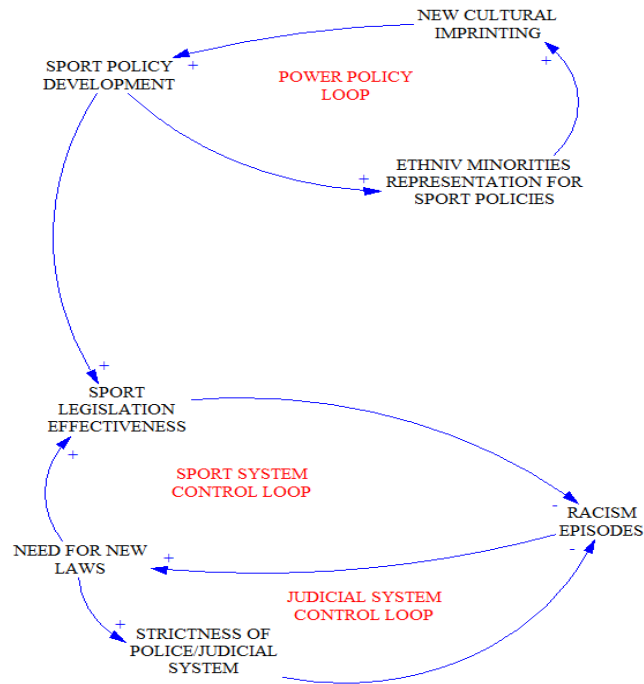 NEW CULTURAL
IMPRINTING
+
SPORT POLICY
DEVELOPMENT
POWER POLICY
LOOP
+
+
ETHNIV MINORITIES
REPRESENTATION FOR
SPORT POLICIES
+
SPORT
LEGISLATION
EFFECTIVENESS
+
SPORT SYSTEM
CONTROL LOOP
-
RACISM
EPISODES
-
+
NEED FOR NEW
LAWS
JUDICIAL SYSTEM
CONTROL LOOP
+
STRICTNESS OF
POLICE/JUDICIAL
SYSTEM